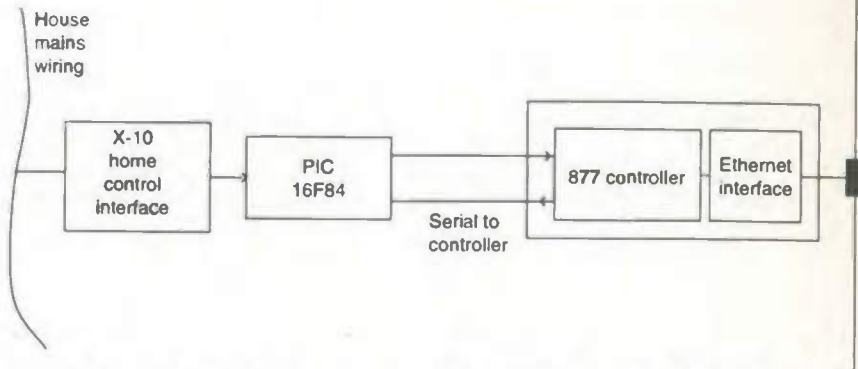 House
mains
wiring
X-10
home
control
interface
PIC
16F84
Serial to
controller
877 controller
Ethernet
interface